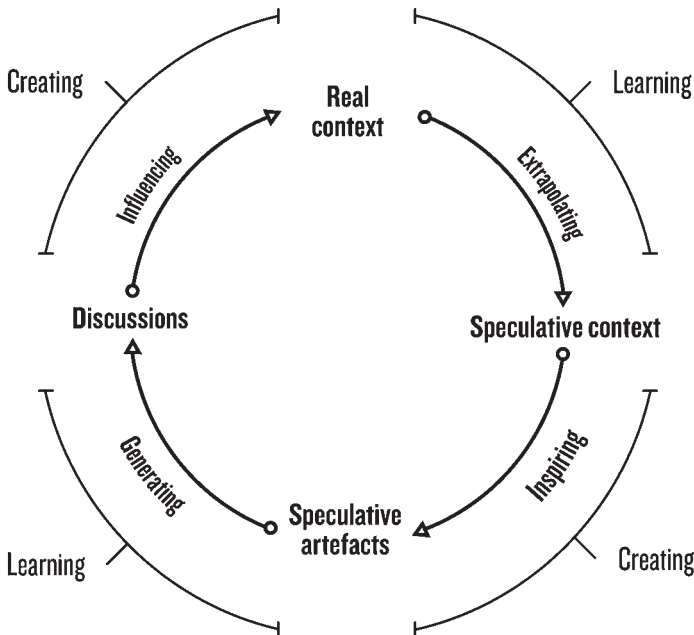 Creating
Real
context
Learning
Influencing
Extrapolating
Discussions
Speculative context
Generating
Inspiring
Speculative
artefacts
Learning
Creating